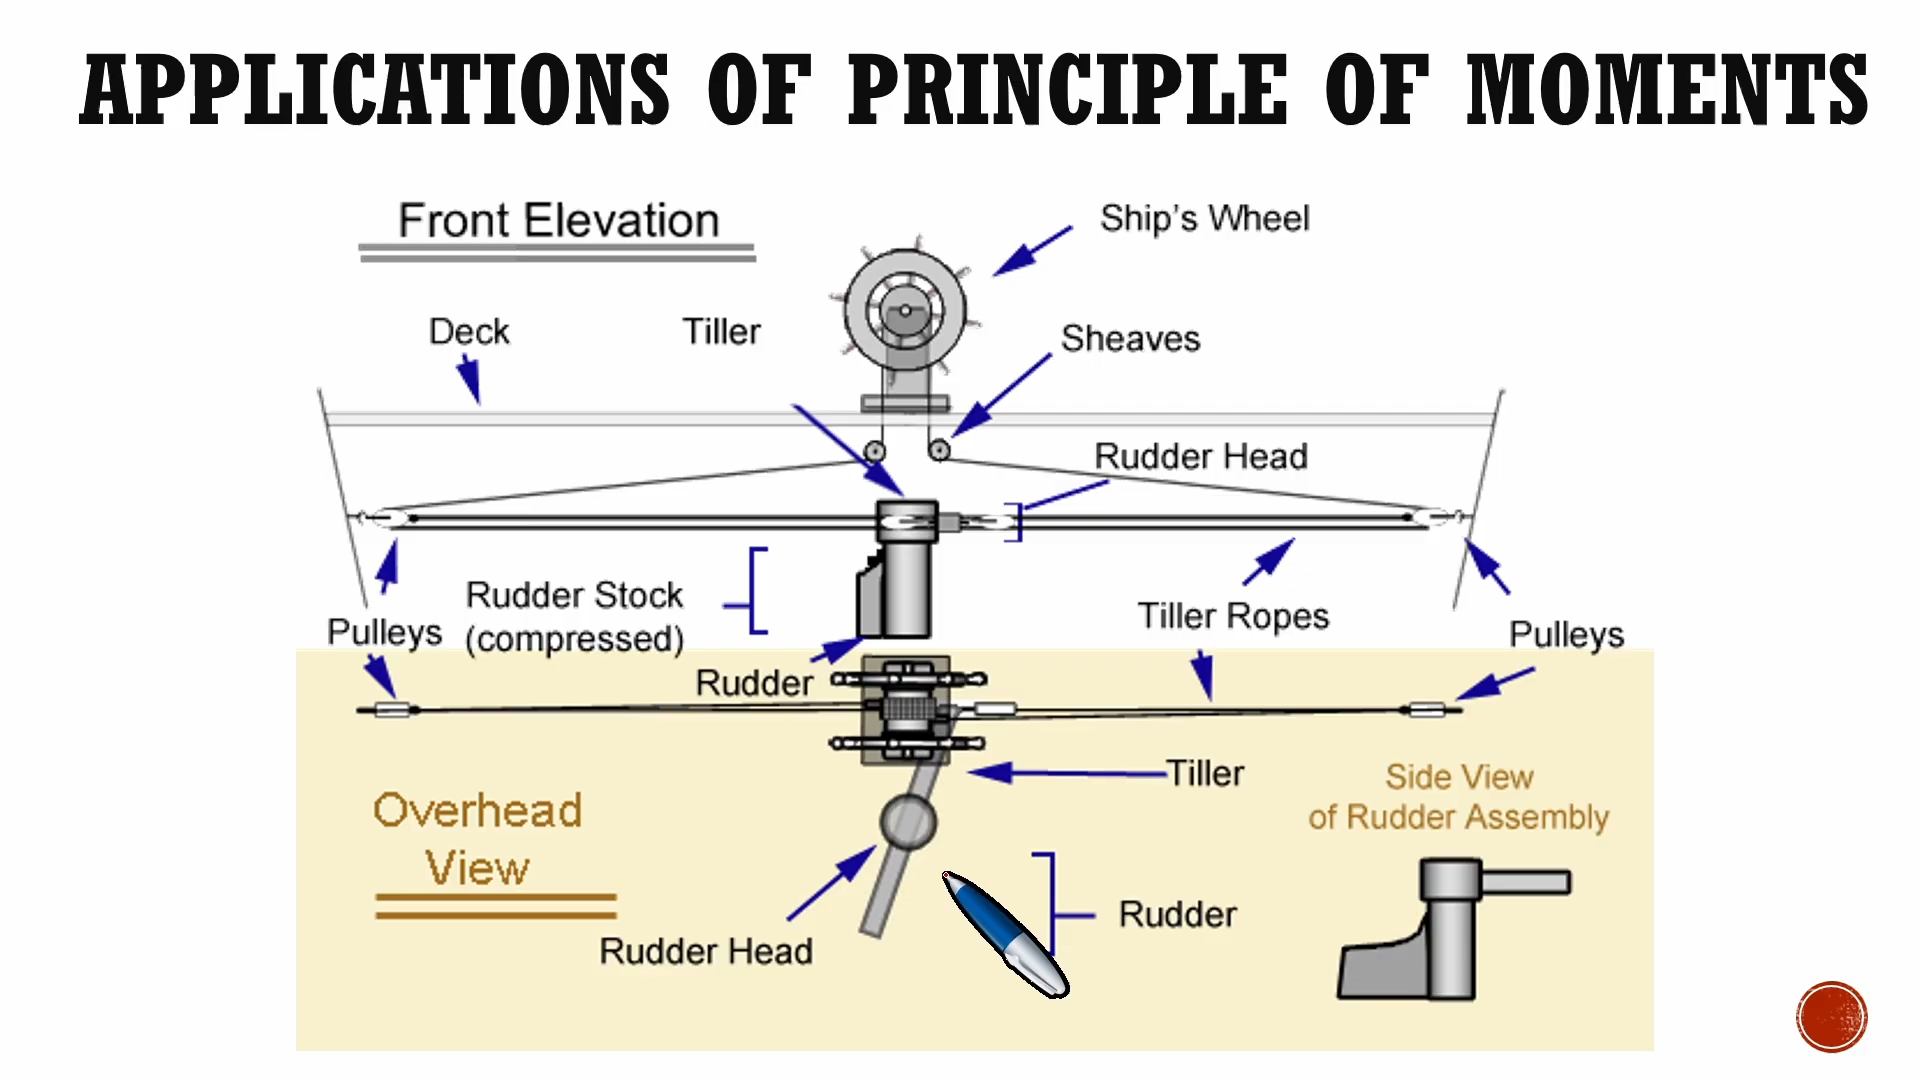 APPLICATIONS OF PRINCIPLE OF MOMENTS
Front Elevation
Ship's Wheel
Deck
Tiller
Sheaves
Rudder Head
Rudder Stock
(compressed)
Tiller Ropes
Pulleys
Pulleys
Rudder
Tiller
Side View
of Rudder Assembly
Overhead
View
Rudder
Rudder Head